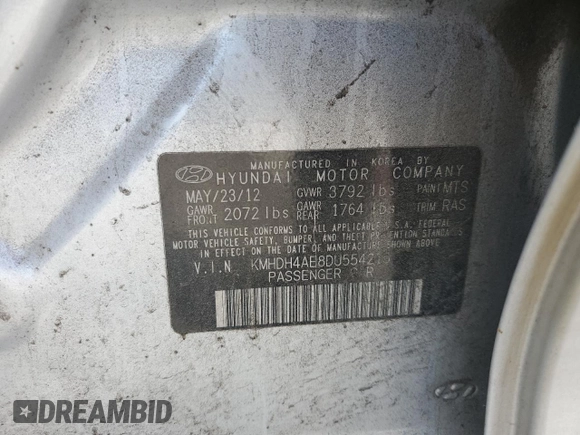 MANUFACTURED IN KOREA BY
HYUNDAI MOTOR COMPANY
MAY/23/12 GVWR 3792 lbs PAINT MTS
GAWR FRONT 2072 lbs GAWR REAR 1764 lbs TRIM RAS
THIS VEHICLE CONFORMS TO ALL APPLICABLE U.S.A. FEDERAL
MOTOR VEHICLE SAFETY, BUMPER, AND THEFT PREVENTION STANDARDS
IN EFFECT ON THE DATE OF MANUFACTURE SHOWN ABOVE.
V.I.N. KMHDH4AE8DU55421
PASSENGER
DREAMBID